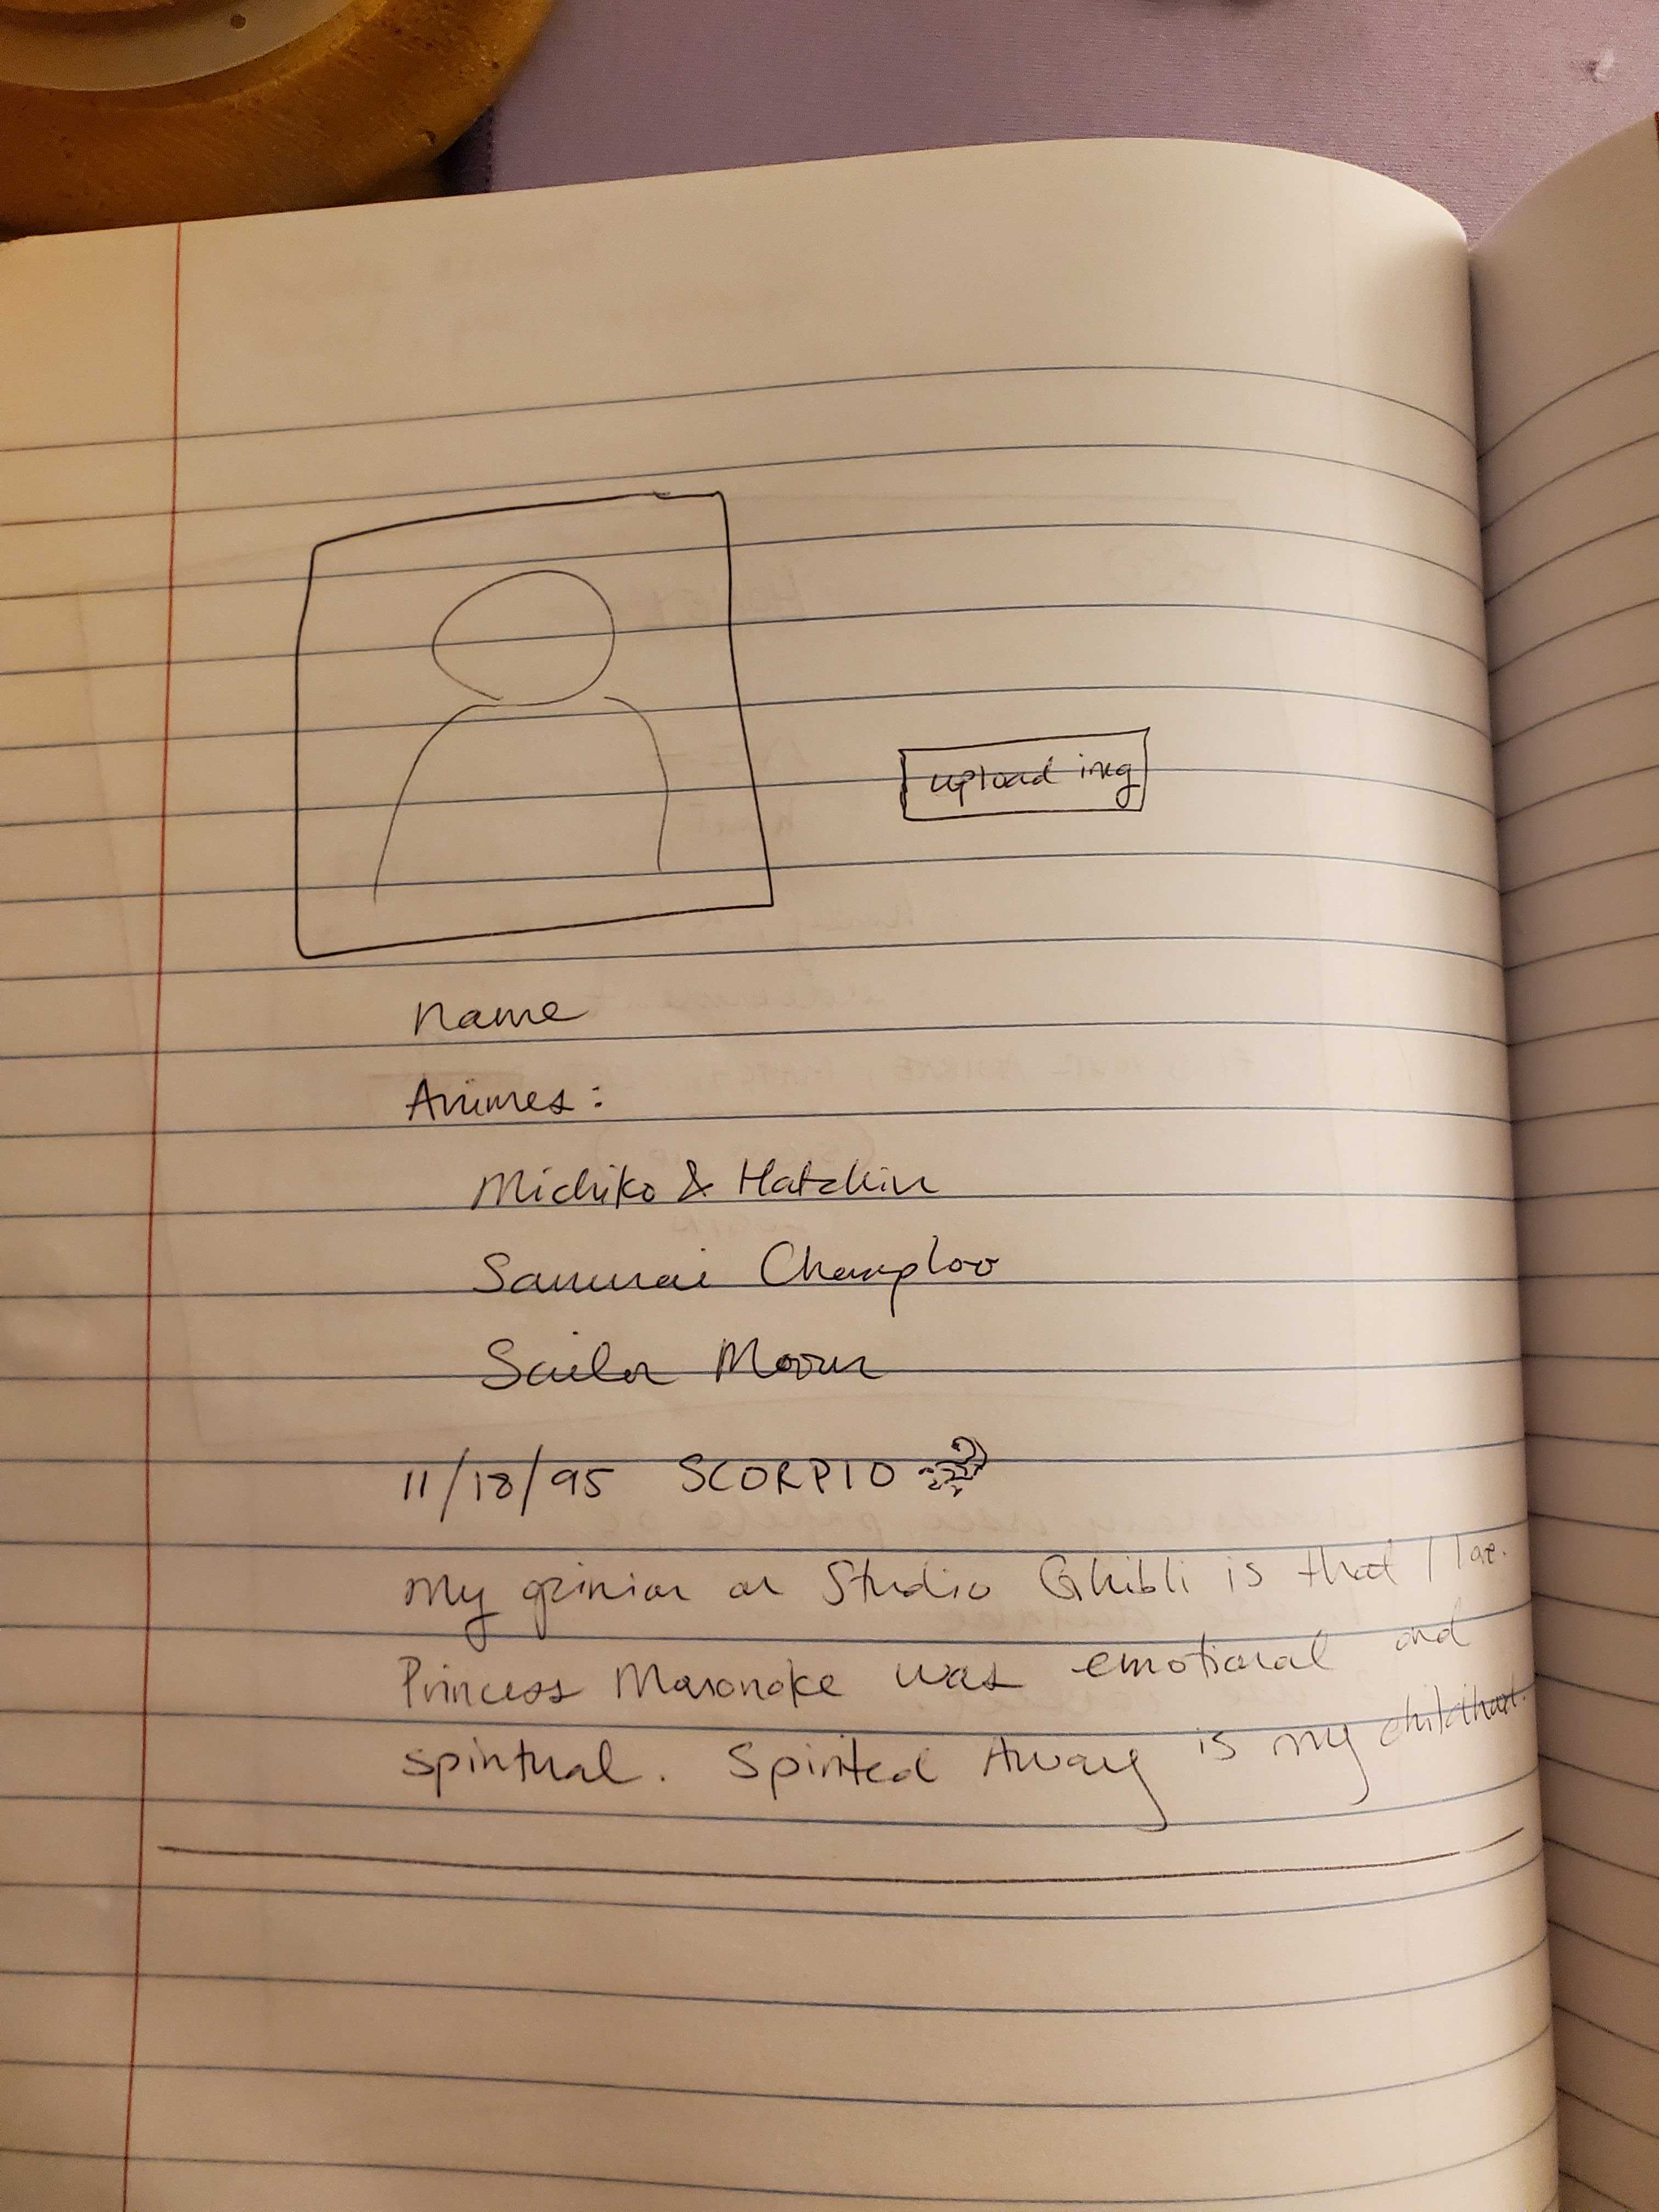 upload img
Name
Animes:
Michiko & Hatchin
Samurai Champloo
Sailor Moon
11/18/95 SCORPIO
My opinion on Studio Ghibli is that I love.
Princess Mononoke was emotional and
spiritual. Spirited Away is my childhood.